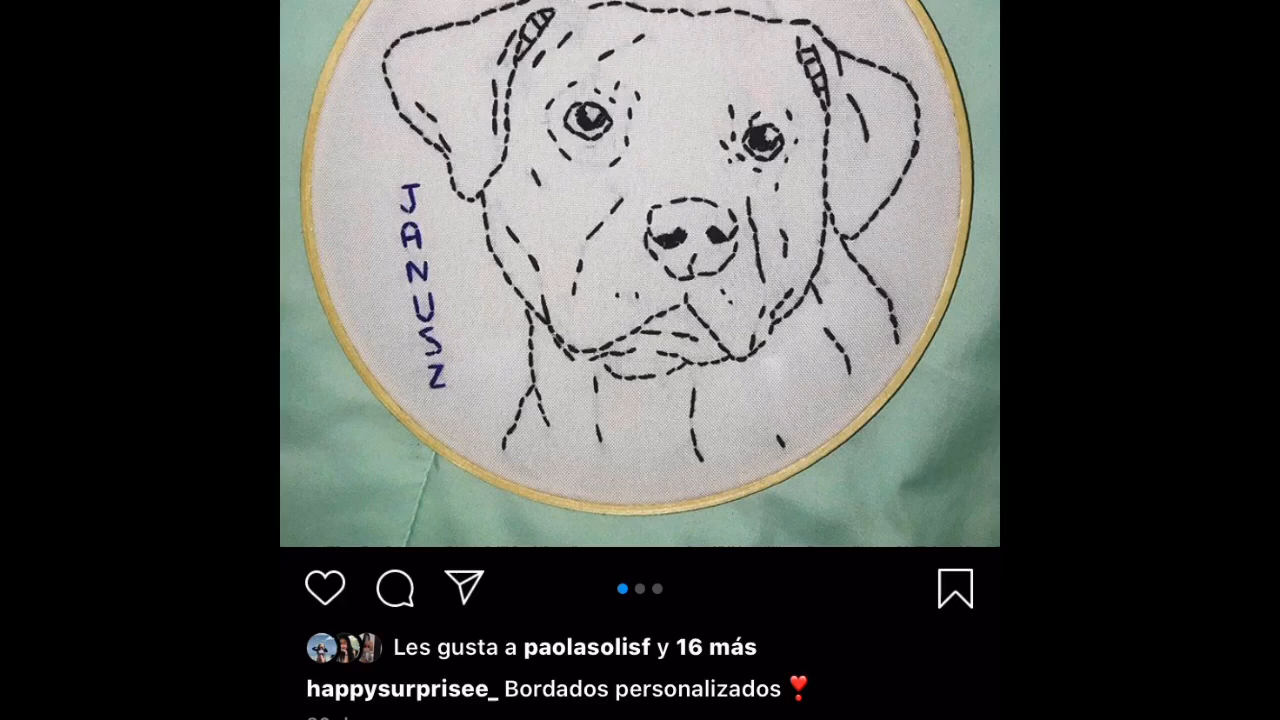 JANUSZ
Les gusta a paolasolisf y 16 más
happysurprisee_ Bordados personalizados ❣️